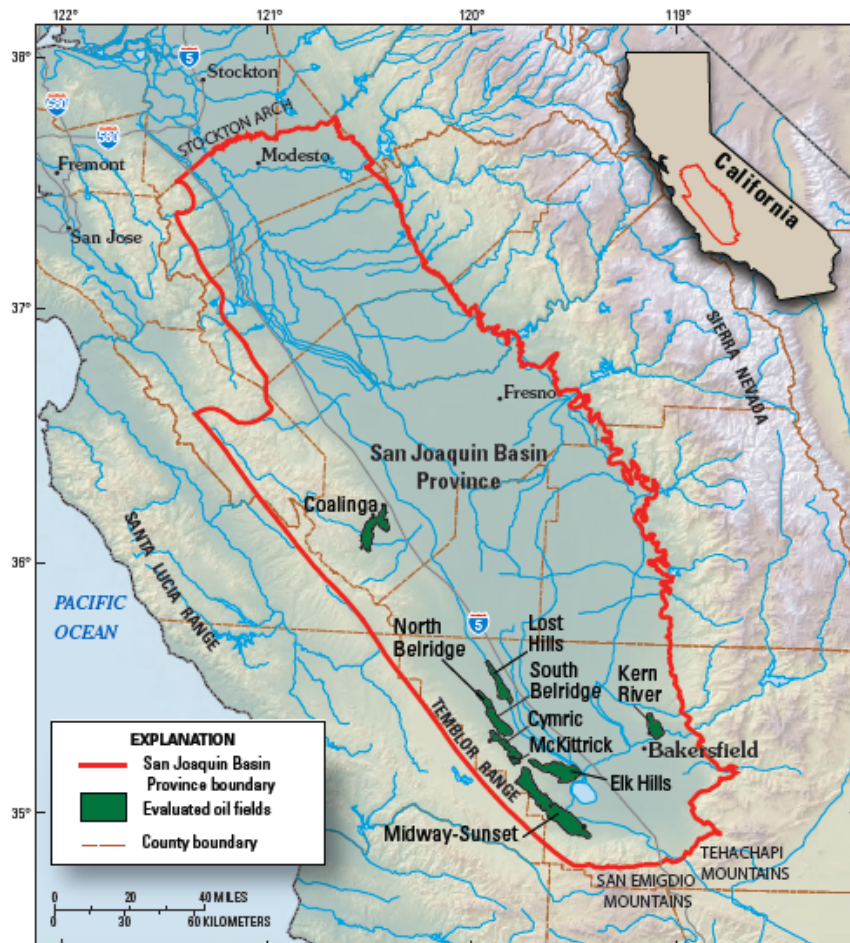 122°
121°
120°
119°
38°
5
Stockton
580
580
STOCKTON ARCH
Modesto
Fremont
San Jose
California
37°
SIERRA NEVADA
Fresno
San Joaquin Basin
Province
Coalinga
SANTA LUCIA RANGE
36°
PACIFIC
OCEAN
5
Lost
Hills
North
Belridge
South
Belridge
Kern
River
Cymric
McKittrick
Bakersfield
TEMBLOR RANGE
Elk Hills
35°
Midway-Sunset
TEHACHAPI
MOUNTAINS
SAN EMIGDIO
MOUNTAINS
EXPLANATION
San Joaquin Basin
Province boundary
Evaluated oil fields
County boundary
0 20 40 MILES
0 30 60 KILOMETERS